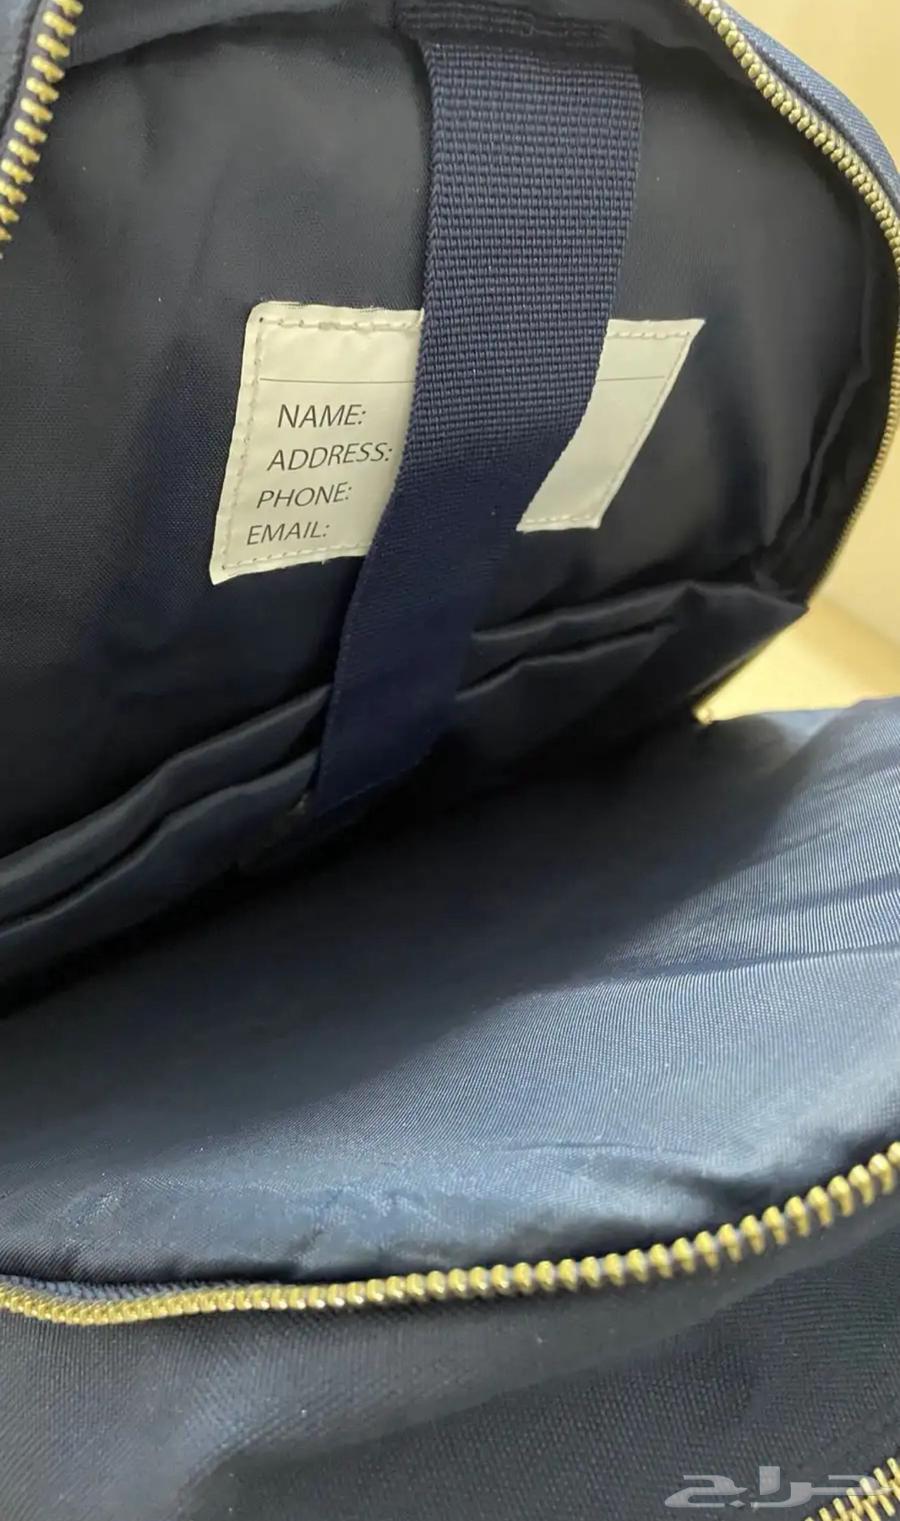 NAME:
ADDRESS:
PHONE:
EMAIL:
حراج